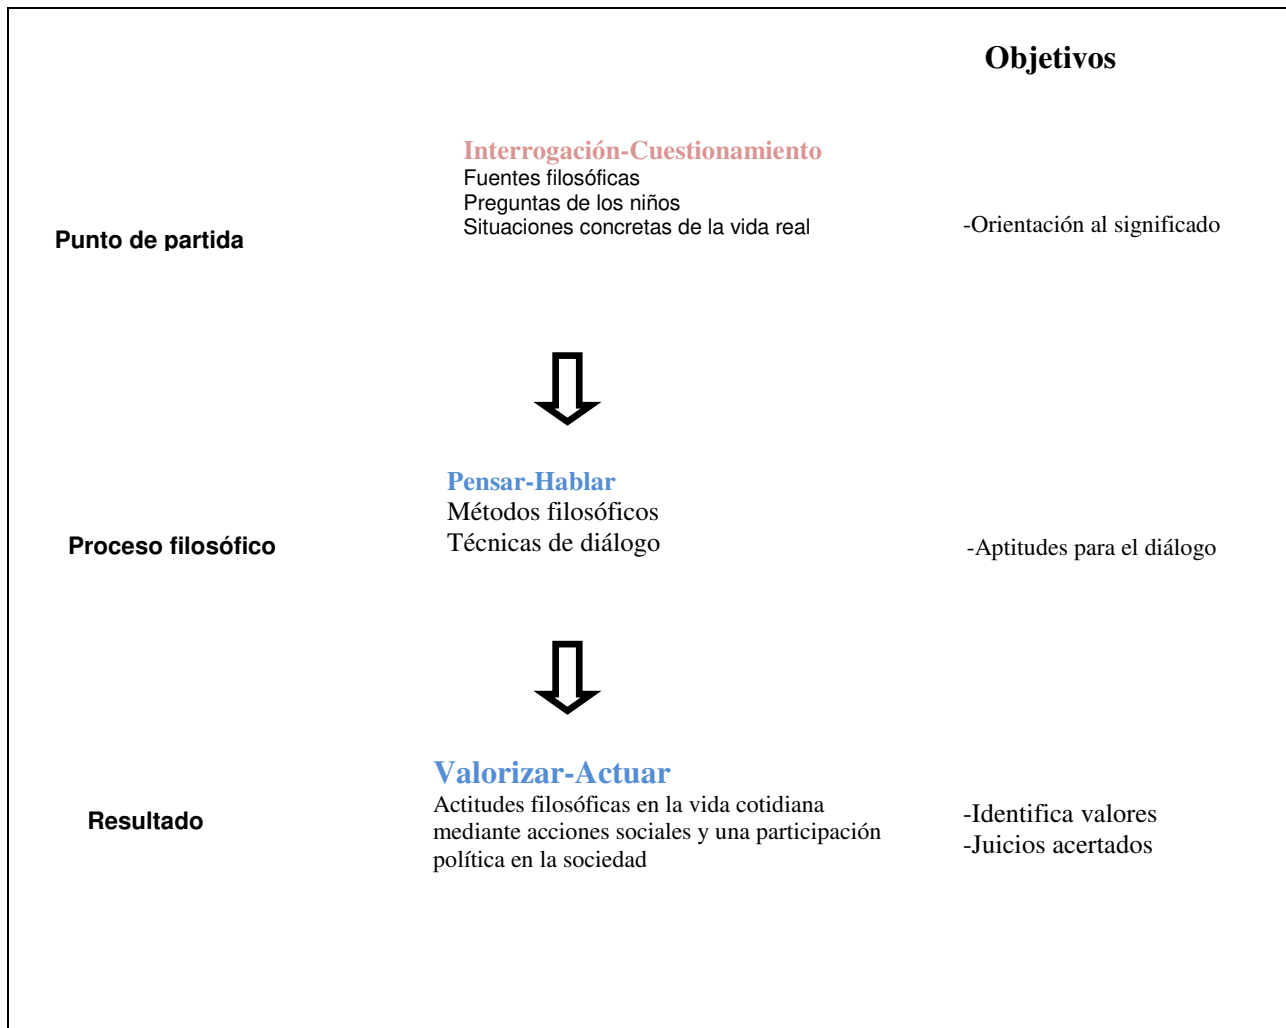 Objetivos
Interrogación-Cuestionamiento
Fuentes filosóficas
Preguntas de los niños
Situaciones concretas de la vida real
Punto de partida
-Orientación al significado
Pensar-Hablar
Métodos filosóficos
Técnicas de diálogo
Proceso filosófico
-Aptitudes para el diálogo
Valorizar-Actuar
Actitudes filosóficas en la vida cotidiana
mediante acciones sociales y una participación
política en la sociedad
Resultado
-Identifica valores
-Juicios acertados